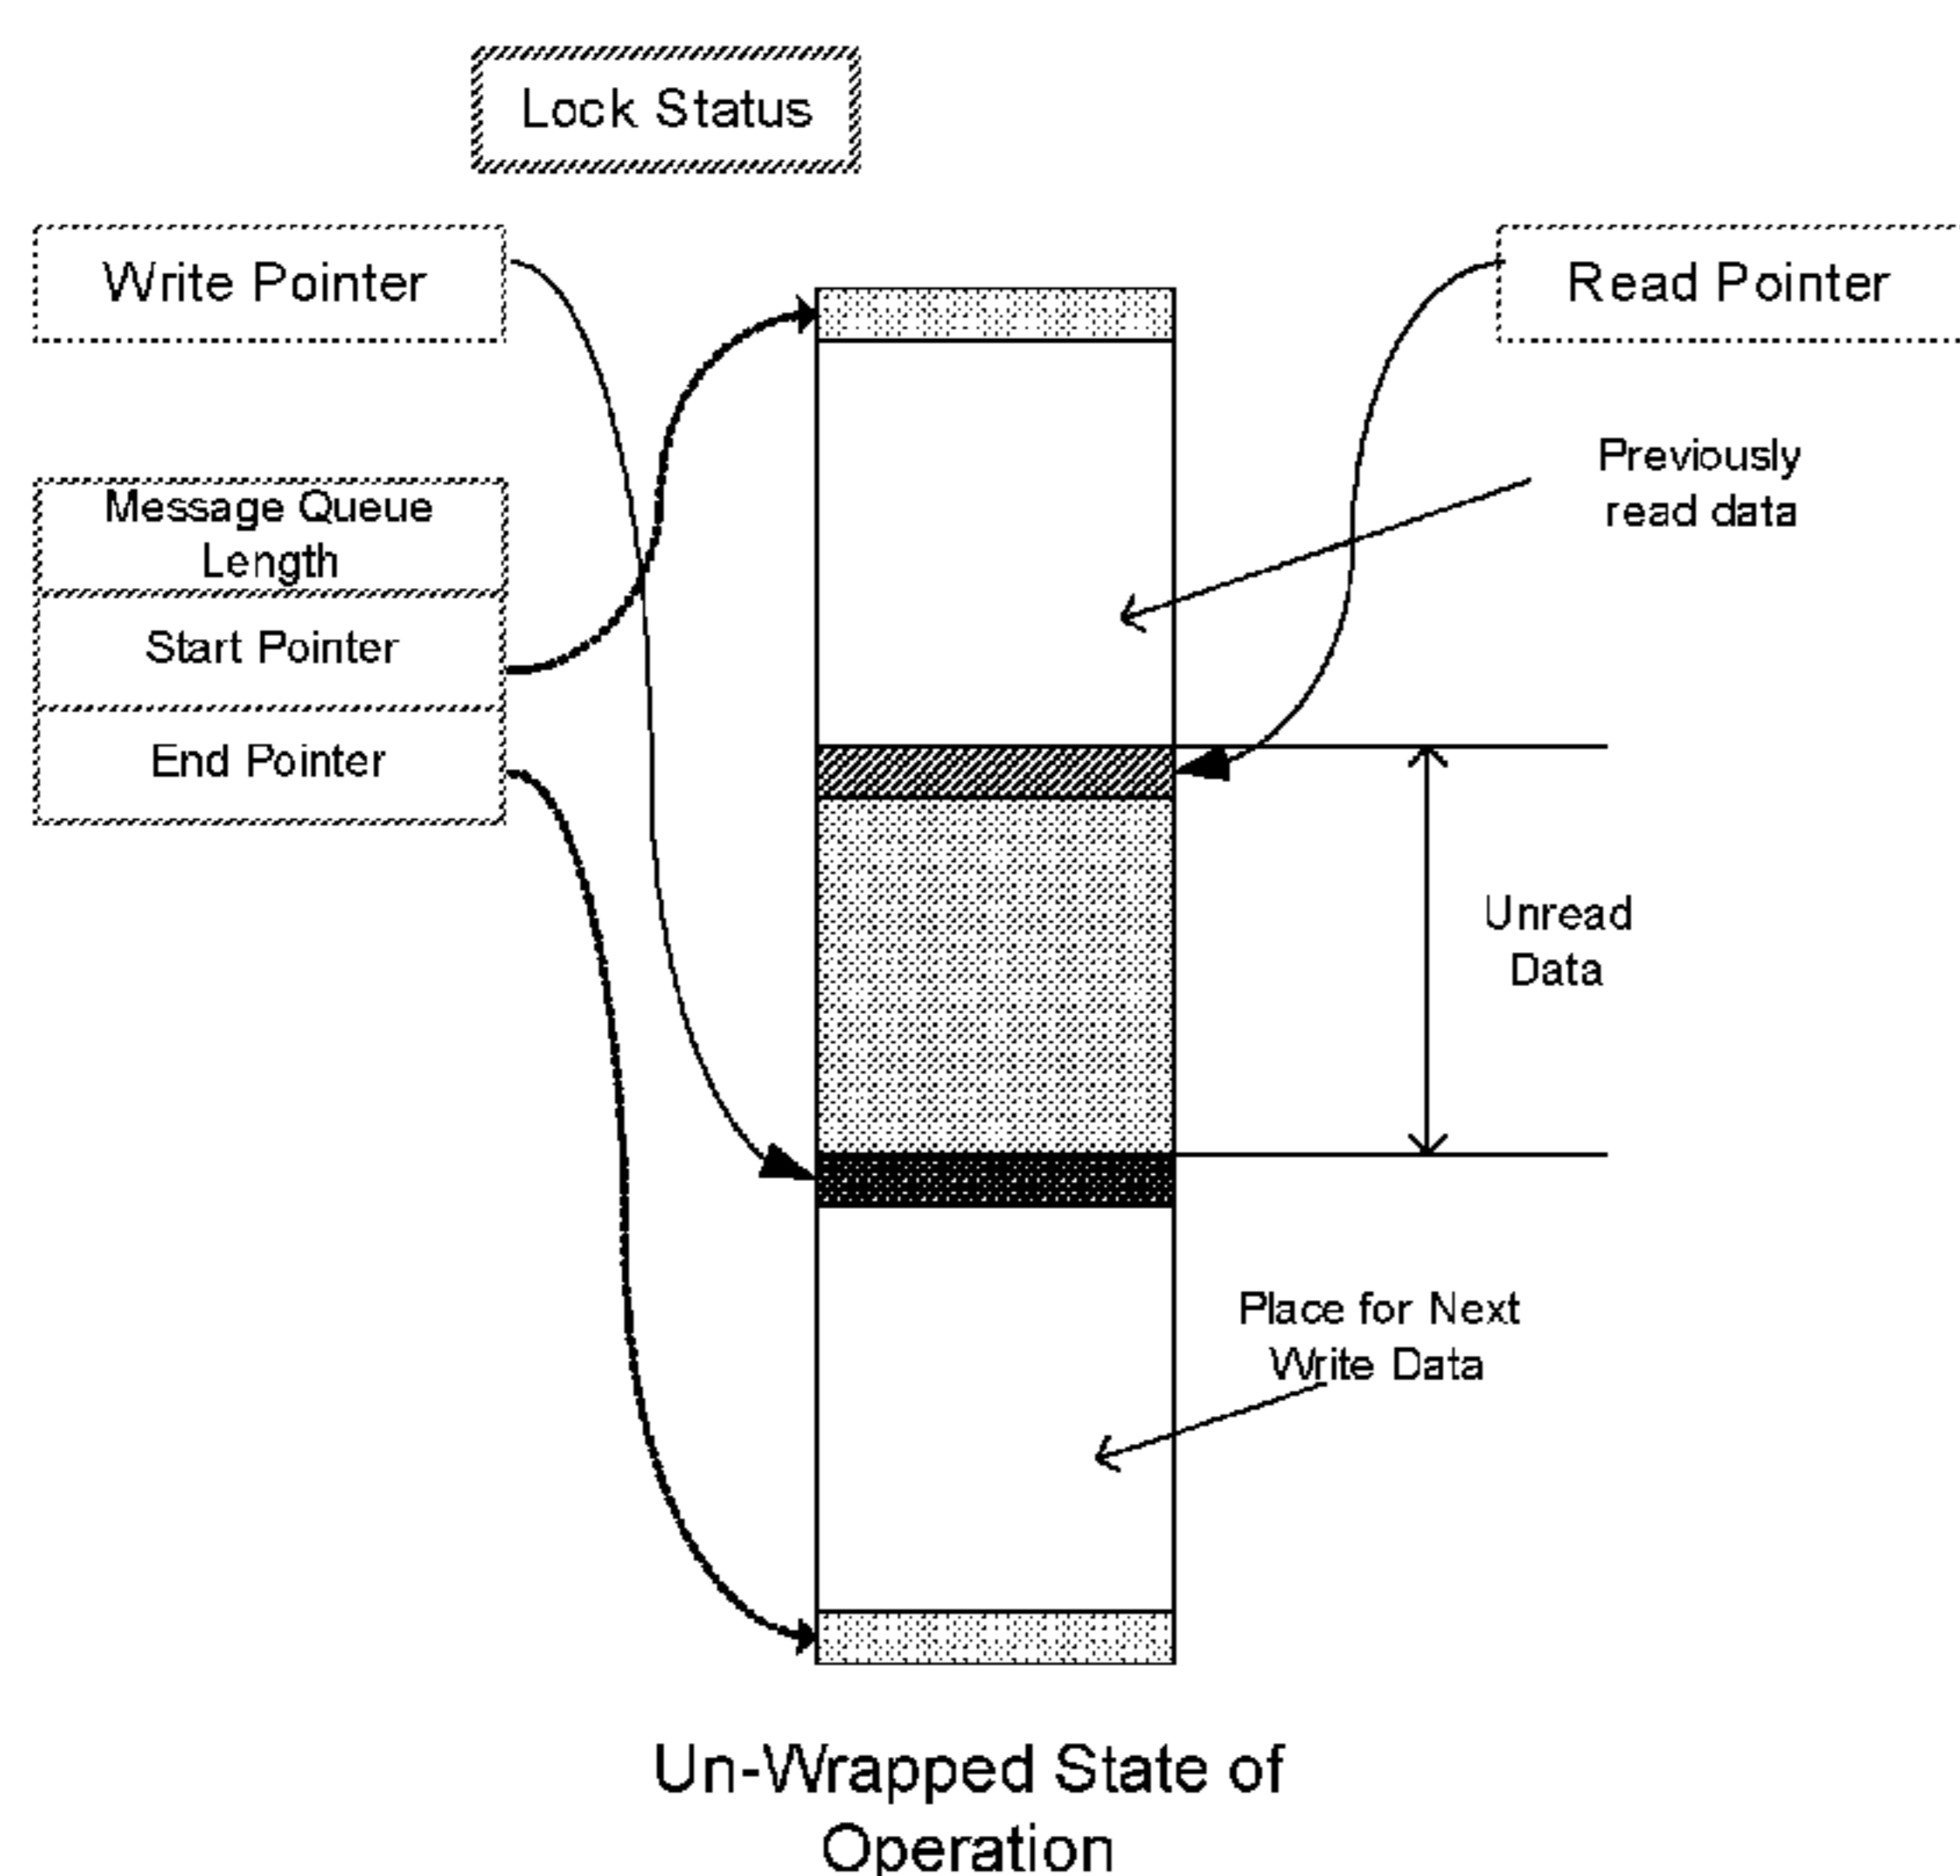 Lock Status
Write Pointer
Read Pointer
Previously
read data
Message Queue
Length
Start Pointer
End Pointer
Unread
Data
Place for Next
Write Data
Un-Wrapped State of
Operation